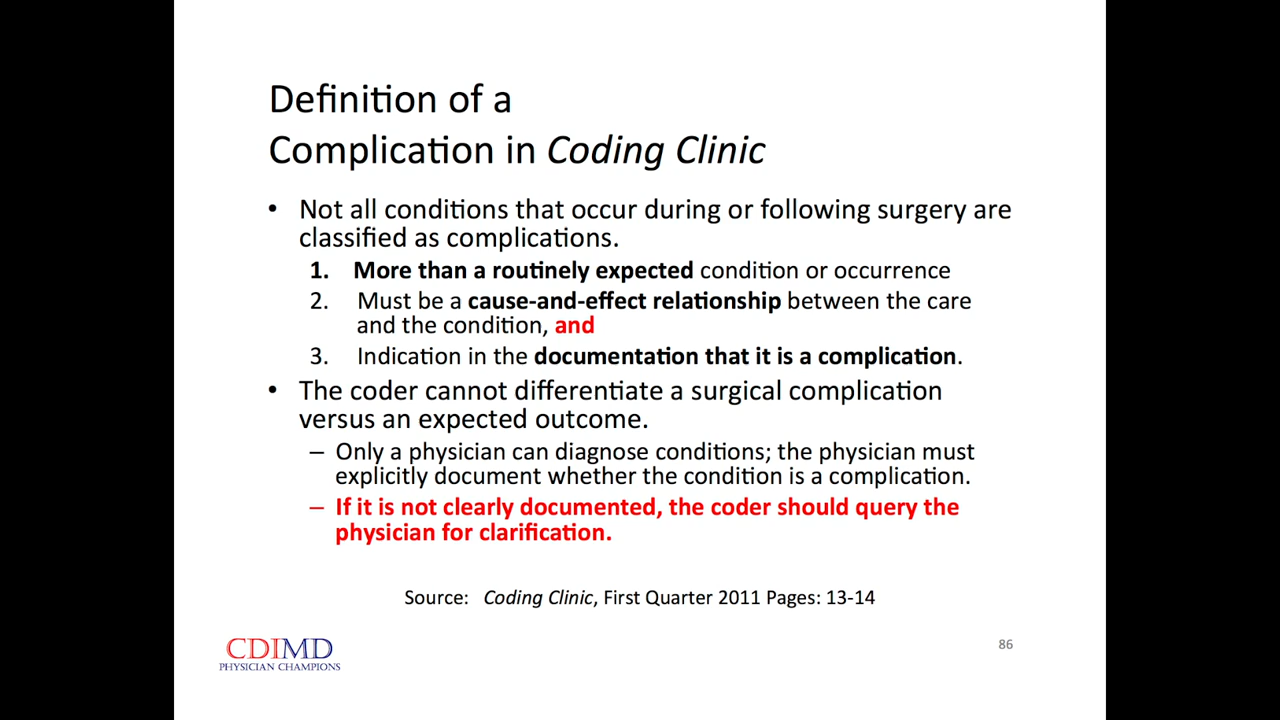 Definition of a
Complication in Coding Clinic
• Not all conditions that occur during or following surgery are
classified as complications.
1. More than a routinely expected condition or occurrence
2. Must be a cause-and-effect relationship between the care
and the condition, and
3. Indication in the documentation that it is a complication.
• The coder cannot differentiate a surgical complication
versus an expected outcome.
– Only a physician can diagnose conditions; the physician must
explicitly document whether the condition is a complication.
– If it is not clearly documented, the coder should query the
physician for clarification.
Source: Coding Clinic, First Quarter 2011 Pages: 13-14
CDIMD
PHYSICIAN CHAMPIONS
86